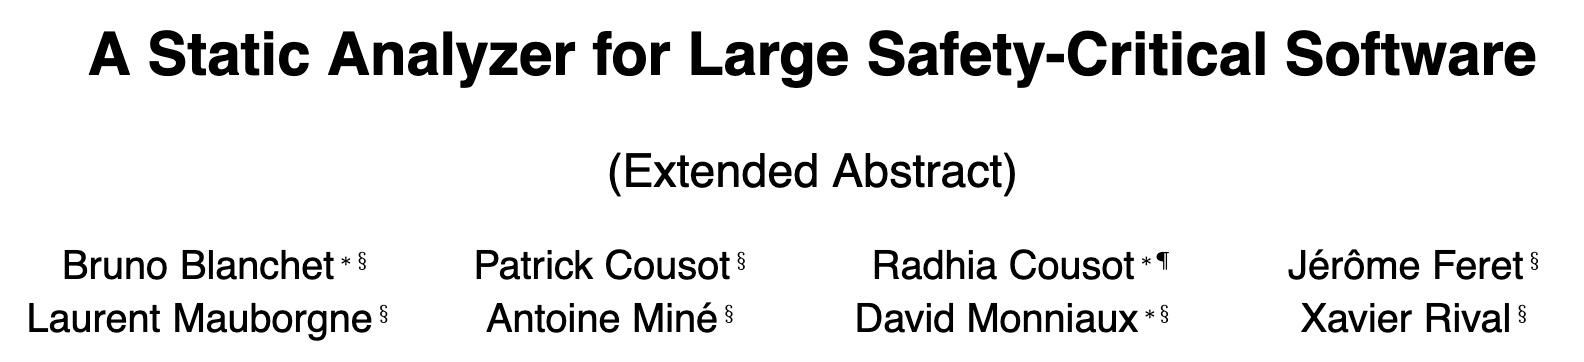 A Static Analyzer for Large Safety-Critical Software
(Extended Abstract)
Bruno Blanchet *§ Patrick Cousot § Radhia Cousot *¶ Jérôme Feret §
Laurent Mauborgne § Antoine Miné § David Monniaux *§ Xavier Rival §